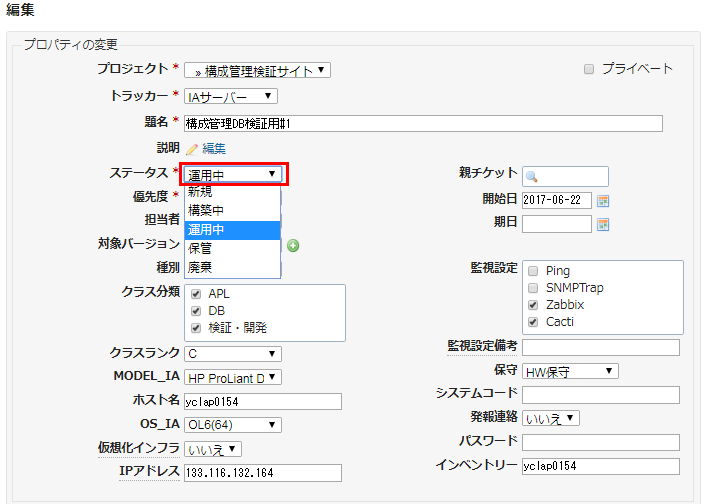 編集
プロパティの変更
プロジェクト * » 構成管理検証サイト プライベート
トラッカー * IAサーバー
題名 * 構成管理DB検証用#1
説明 編集
ステータス * 運用中 親チケット
新規
優先度 * 開始日 2017-06-22
構築中
担当者 期日
運用中
対象バージョン
保管
種別 監視設定 Ping
廃棄
SNMPTrap
クラス分類 APL Zabbix
DB Cacti
検証・開発
クラスランク C 監視設定備考
MODEL_IA HP ProLiant D 保守 HW保守
ホスト名 yclap0154 システムコード
OS_IA OL6(64) 発報連絡 いいえ
仮想化インフラ いいえ パスワード
IPアドレス 133.116.132.164 インベントリー yclap0154